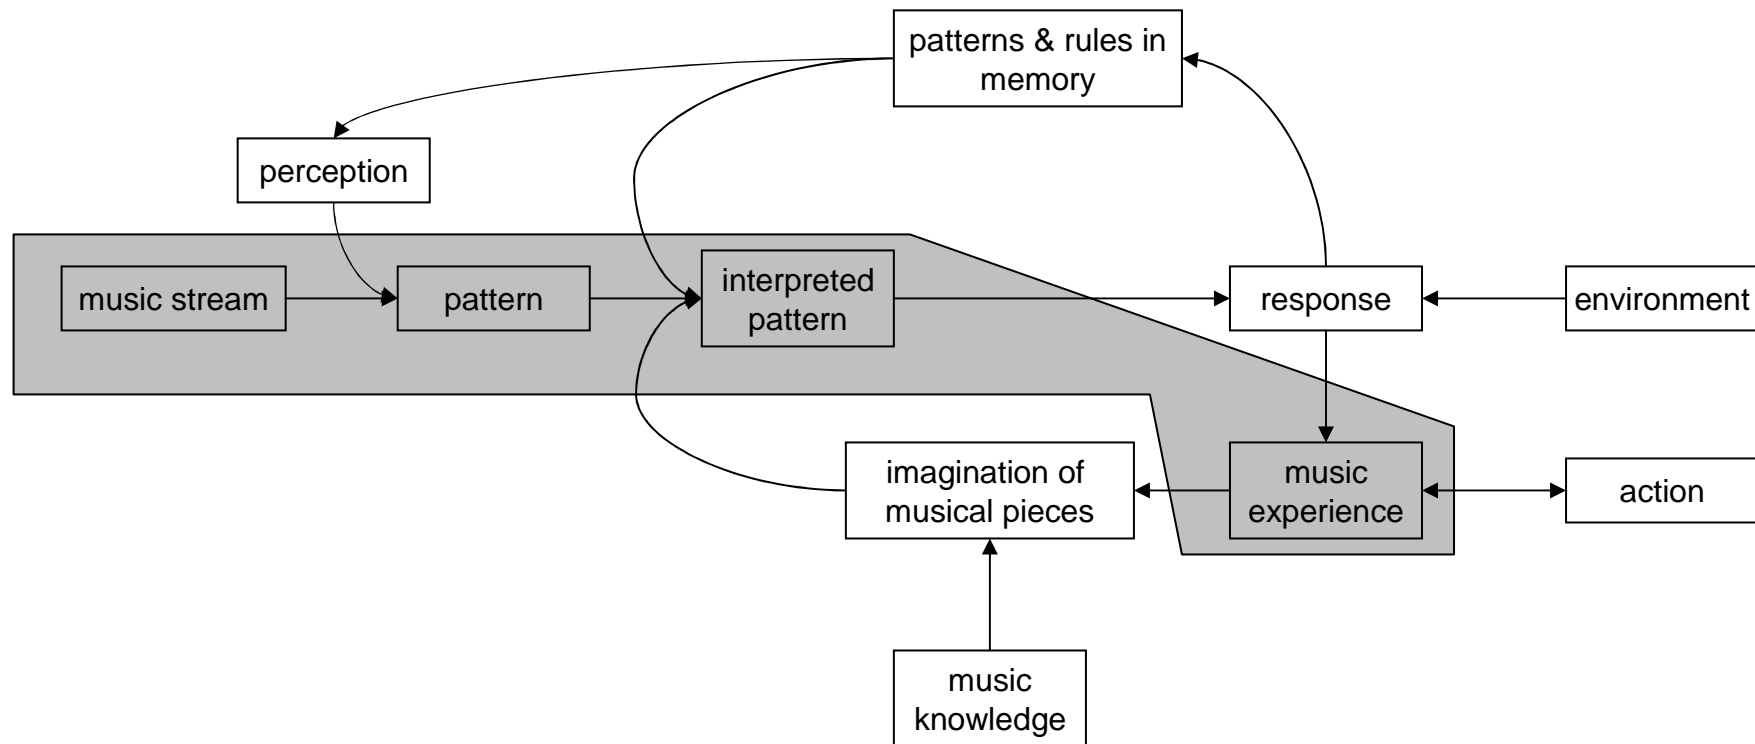 patterns & rules in
memory
perception
music stream
pattern
interpreted
pattern
response
environment
imagination of
musical pieces
music
experience
action
music
knowledge